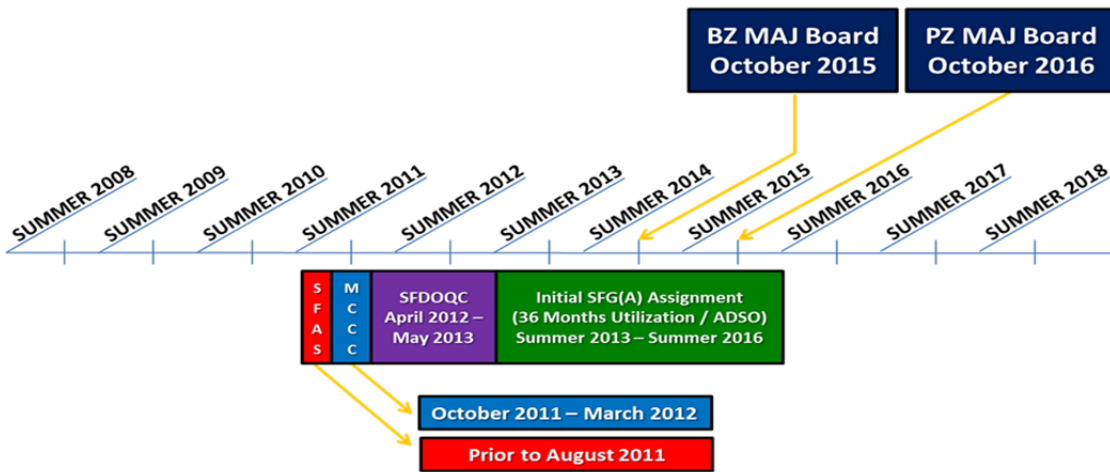 BZ MAJ Board
October 2015
PZ MAJ Board
October 2016
SUMMER 2008
SUMMER 2009
SUMMER 2010
SUMMER 2011
SUMMER 2012
SUMMER 2013
SUMMER 2014
SUMMER 2015
SUMMER 2016
SUMMER 2017
SUMMER 2018
SFAS
MCCC
SFDOQC
April 2012 –
May 2013
Initial SFG(A) Assignment
(36 Months Utilization / ADSO)
Summer 2013 – Summer 2016
October 2011 – March 2012
Prior to August 2011